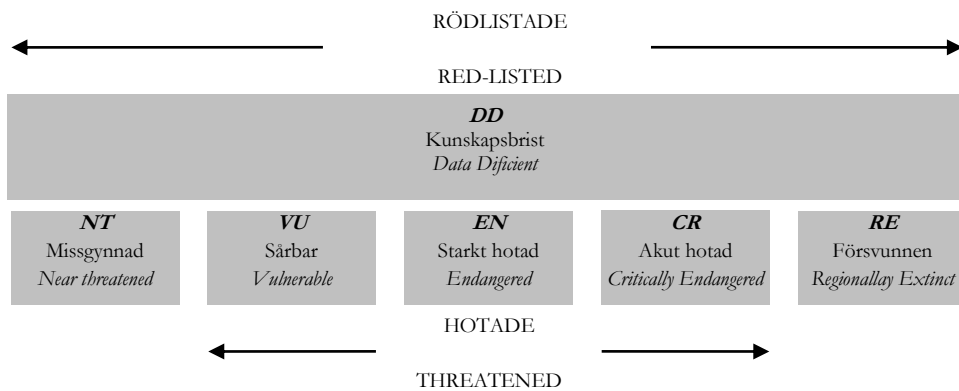 RÖDLISTADE
RED-LISTED
DD
Kunskapsbrist
Data Dificient
NT
Missgynnad
Near threatened
VU
Sårbar
Vulnerable
EN
Starkt hotad
Endangered
CR
Akut hotad
Critically Endangered
RE
Försvunnen
Regionallay Extinct
HOTADE
THREATENED